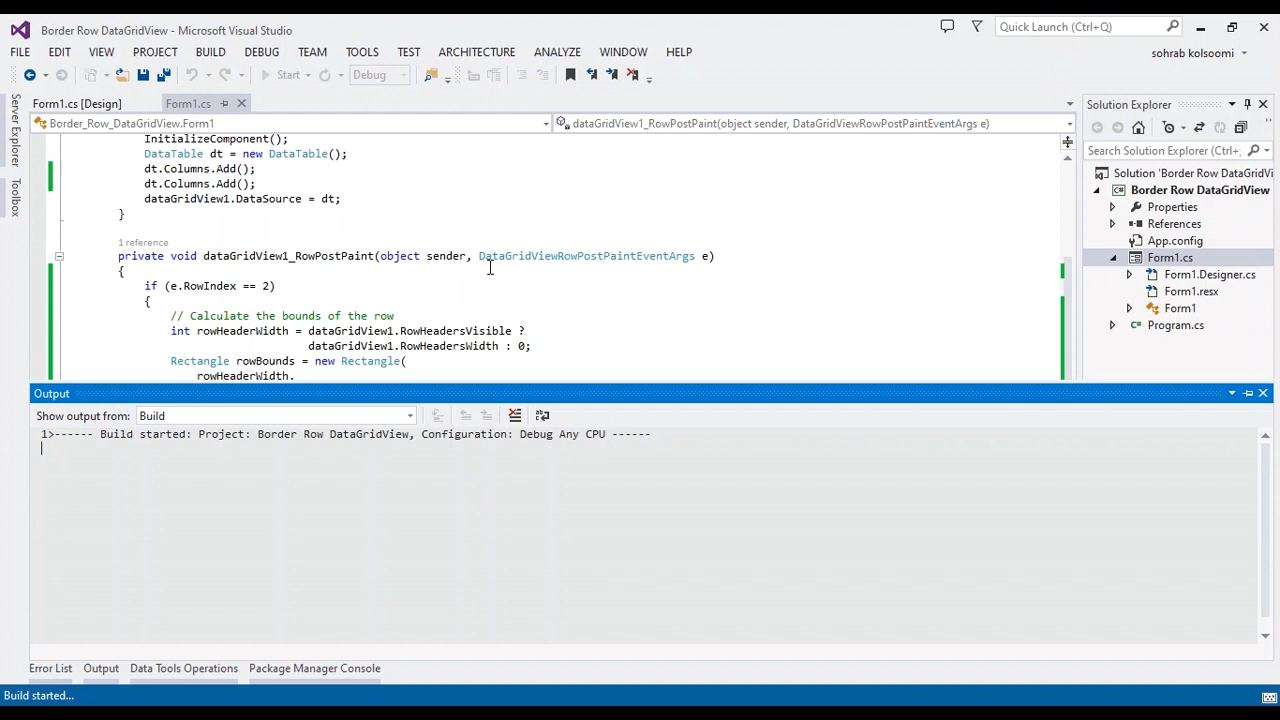 Border Row DataGridView - Microsoft Visual Studio
Quick Launch (Ctrl+Q)
FILE EDIT VIEW PROJECT BUILD DEBUG TEAM TOOLS TEST ARCHITECTURE ANALYZE WINDOW HELP
sohrab kolsoomi
Start
Debug
Server Explorer
Toolbox
Form1.cs [Design]
Form1.cs
Border_Row_DataGridView.Form1
dataGridView1_RowPostPaint(object sender, DataGridViewRowPostPaintEventArgs e)
InitializeComponent();
DataTable dt = new DataTable();
dt.Columns.Add();
dt.Columns.Add();
dataGridView1.DataSource = dt;
}
1 reference
private void dataGridView1_RowPostPaint(object sender, DataGridViewRowPostPaintEventArgs e)
{
if (e.RowIndex == 2)
{
// Calculate the bounds of the row
int rowHeaderWidth = dataGridView1.RowHeadersVisible ?
dataGridView1.RowHeadersWidth : 0;
Rectangle rowBounds = new Rectangle(
rowHeaderWidth,
Solution Explorer
Search Solution Explorer (Ctrl+;
Solution 'Border Row DataGridVi
Border Row DataGridView
Properties
References
App.config
Form1.cs
Form1.Designer.cs
Form1.resx
Form1
Program.cs
Output
Show output from: Build
1>------ Build started: Project: Border Row DataGridView, Configuration: Debug Any CPU ------
Error List Output Data Tools Operations Package Manager Console
Build started...